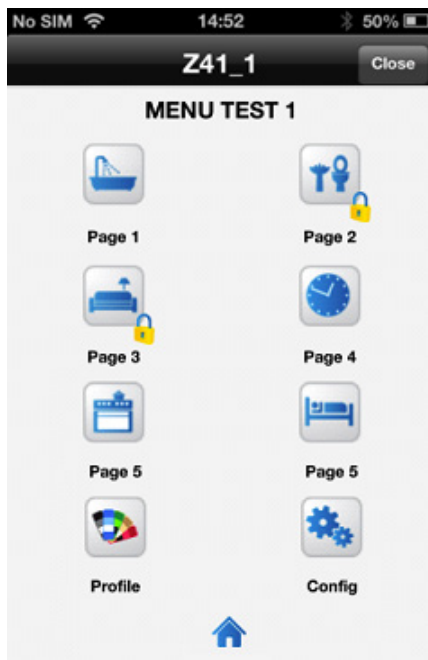 No SIM 14:52 50%
Z41_1 Close
MENU TEST 1
Page 1 Page 2
Page 3 Page 4
Page 5 Page 5
Profile Config